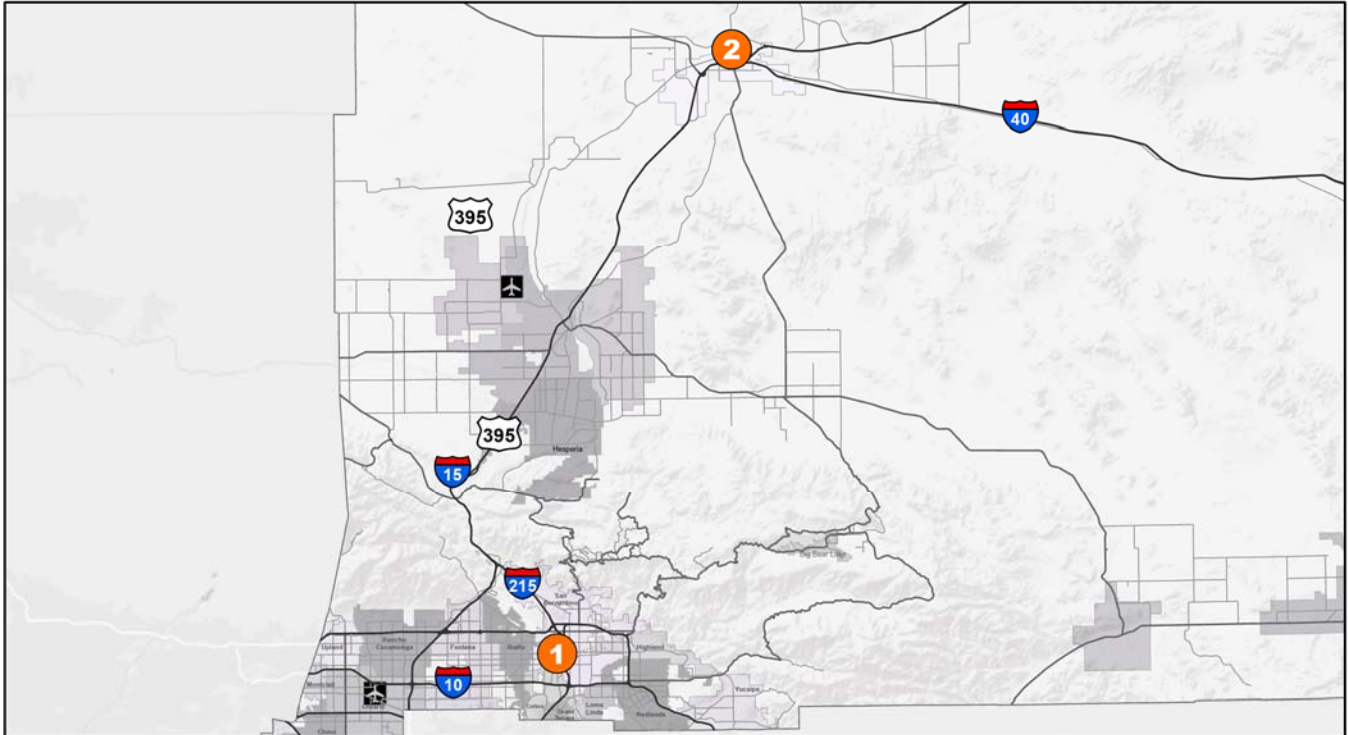 2
40
395
395
Hesperia
15
Big Bear Lake
215
San
Bernardino
Upland
Rancho
Cucamonga
Fontana
Rialto
1
Highland
Montclair
10
Yucaipa
Ontario
Colton
Grand
Terrace
Loma
Linda
Redlands
Chino